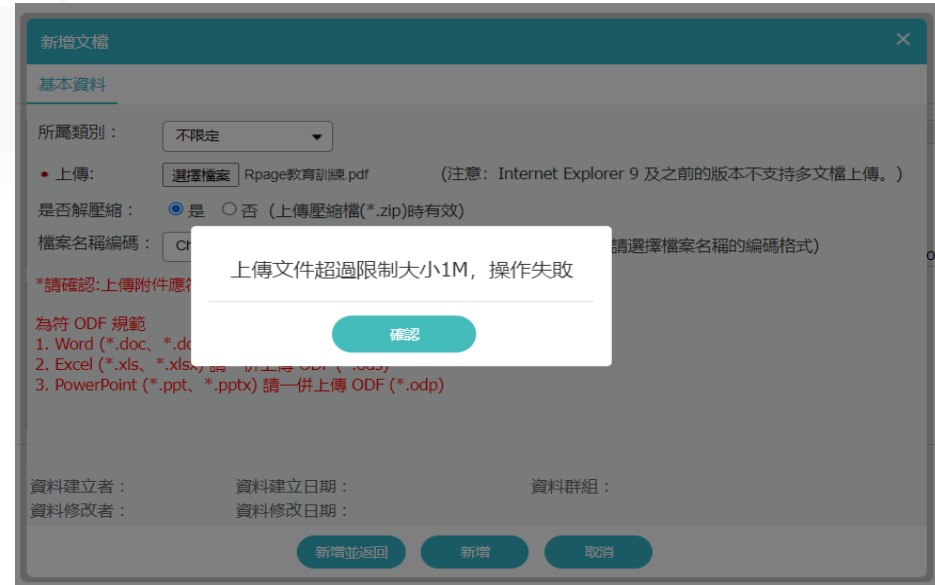 新增文檔 ×
基本資料
所屬類別： 不限定
• 上傳: 選擇檔案 Rpage教育訓練.pdf (注意: Internet Explorer 9 及之前的版本不支持多文檔上傳。)
是否解壓縮： 是 否 (上傳壓縮檔(*.zip)時有效)
檔案名稱編碼： 請選擇檔案名稱的編碼格式)
上傳文件超過限制大小1M, 操作失敗
確認
*請確認:上傳附件應
為符 ODF 規範
1. Word (*.doc、
2. Excel (*.xls、*.xlsx) 請一併上傳 ODF (*.ods)
3. PowerPoint (*.ppt、*.pptx) 請一併上傳 ODF (*.odp)
資料建立者： 資料建立日期： 資料群組：
資料修改者： 資料修改日期：
新增並返回 新增 取消